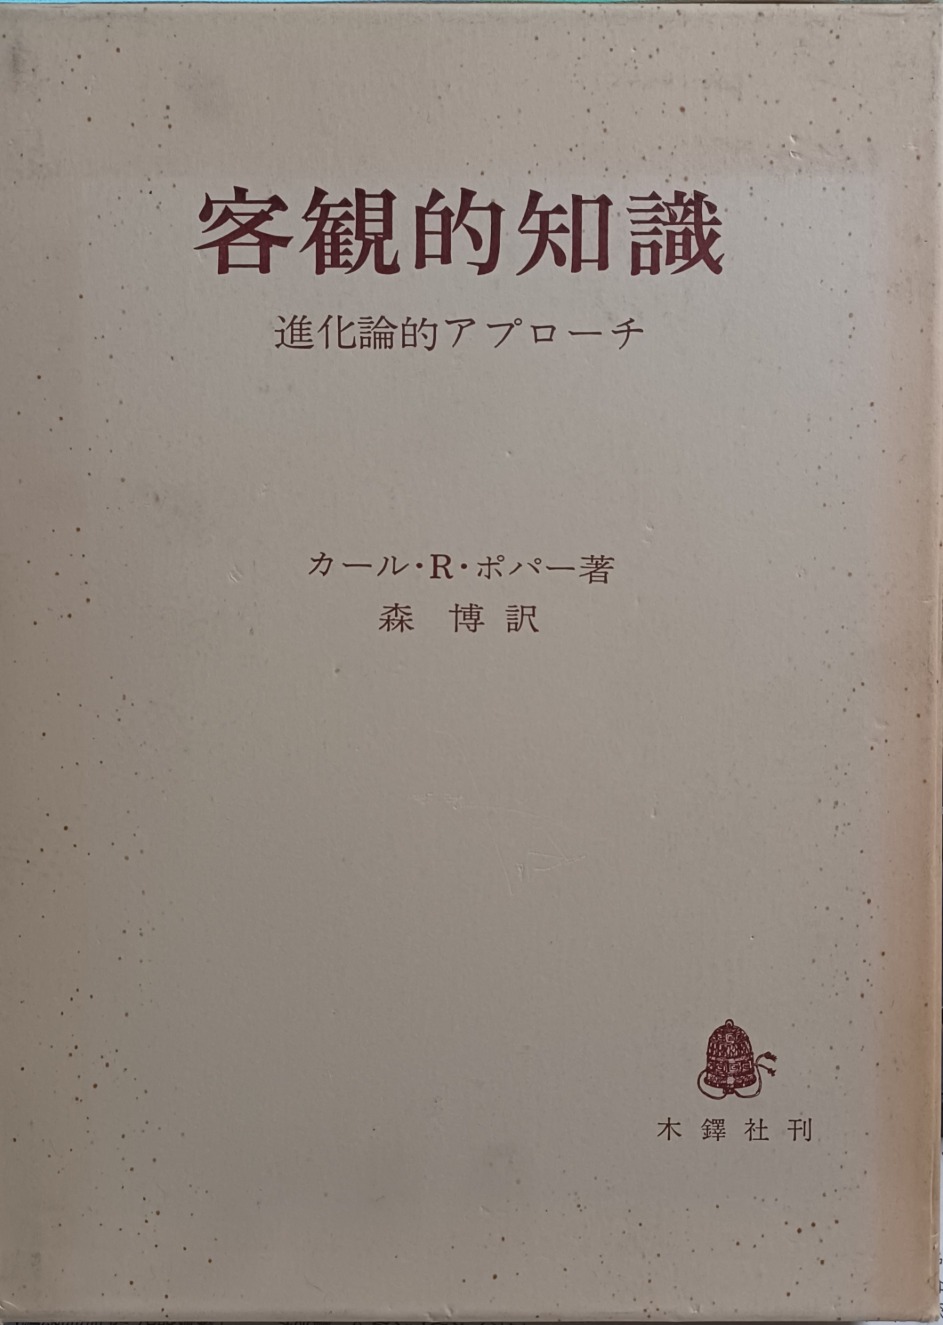 客観的知識
進化論的アプローチ
カール・R・ポパー著
森 博 訳
木鐸社刊